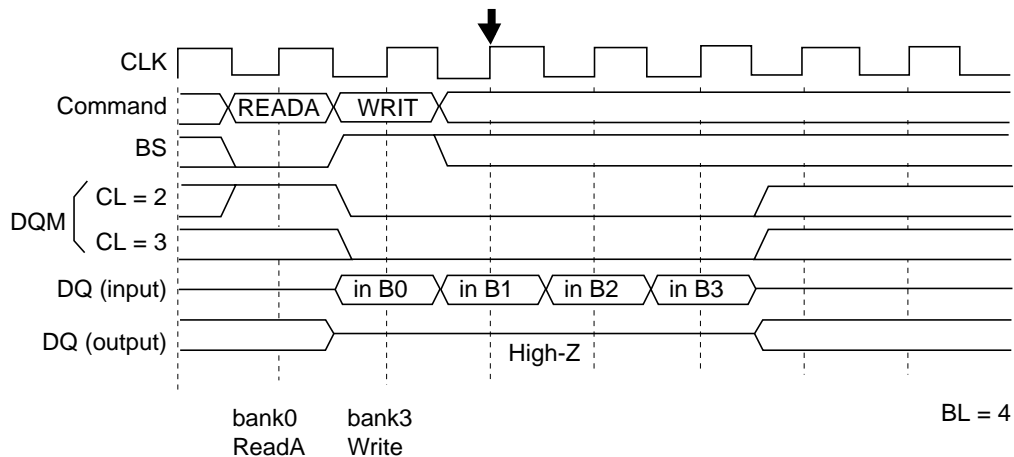 CLK
Command READA WRIT
BS
DQM
CL = 2
CL = 3
DQ (input) in B0 in B1 in B2 in B3
DQ (output)
High-Z
bank0 bank3
ReadA Write
BL = 4